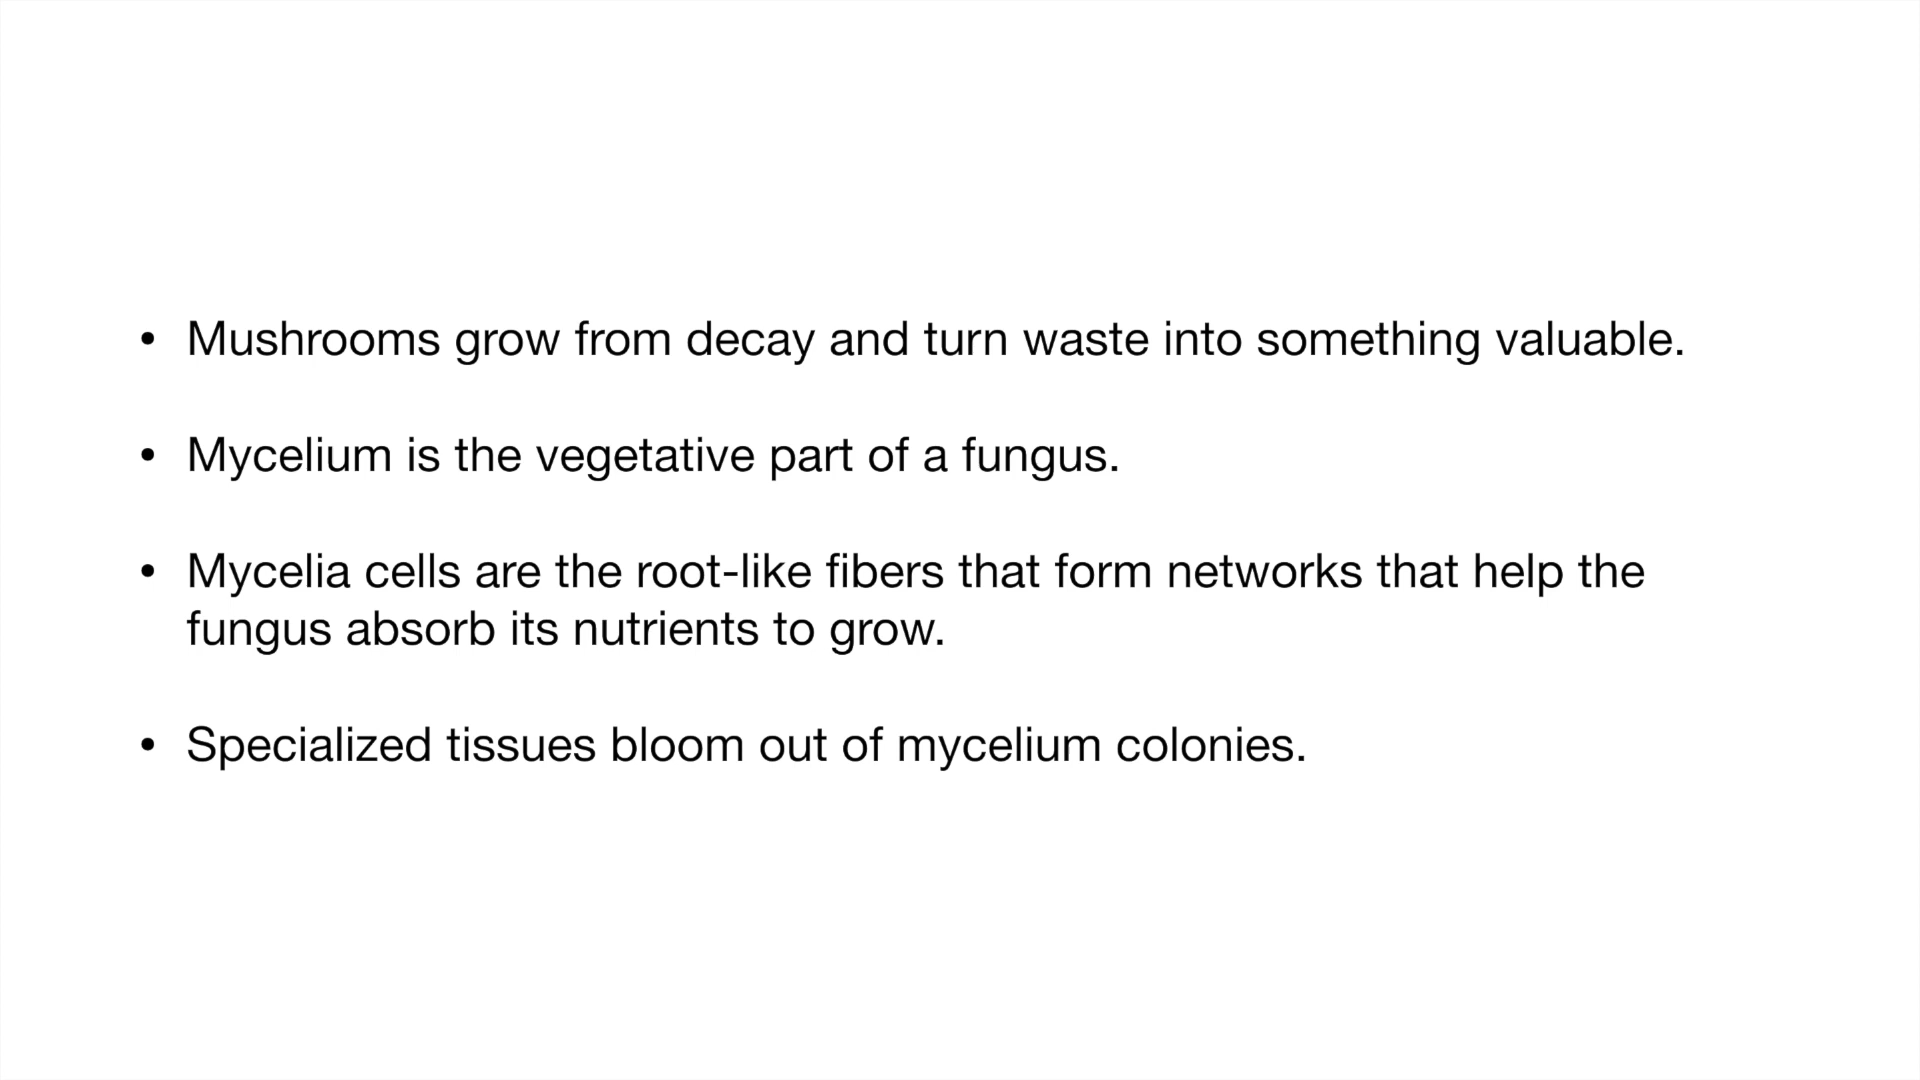 • Mushrooms grow from decay and turn waste into something valuable.
• Mycelium is the vegetative part of a fungus.
• Mycelia cells are the root-like fibers that form networks that help the
fungus absorb its nutrients to grow.
• Specialized tissues bloom out of mycelium colonies.